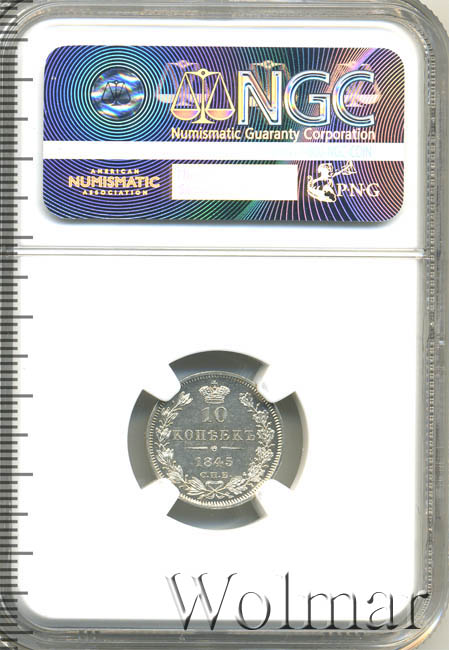 NGC
Numismatic Guaranty Corporation
AMERICAN
NUMISMATIC
ASSOCIATION
PNG
10
КОПѢЕКЪ
1845
С.П.Б.
Wolmar